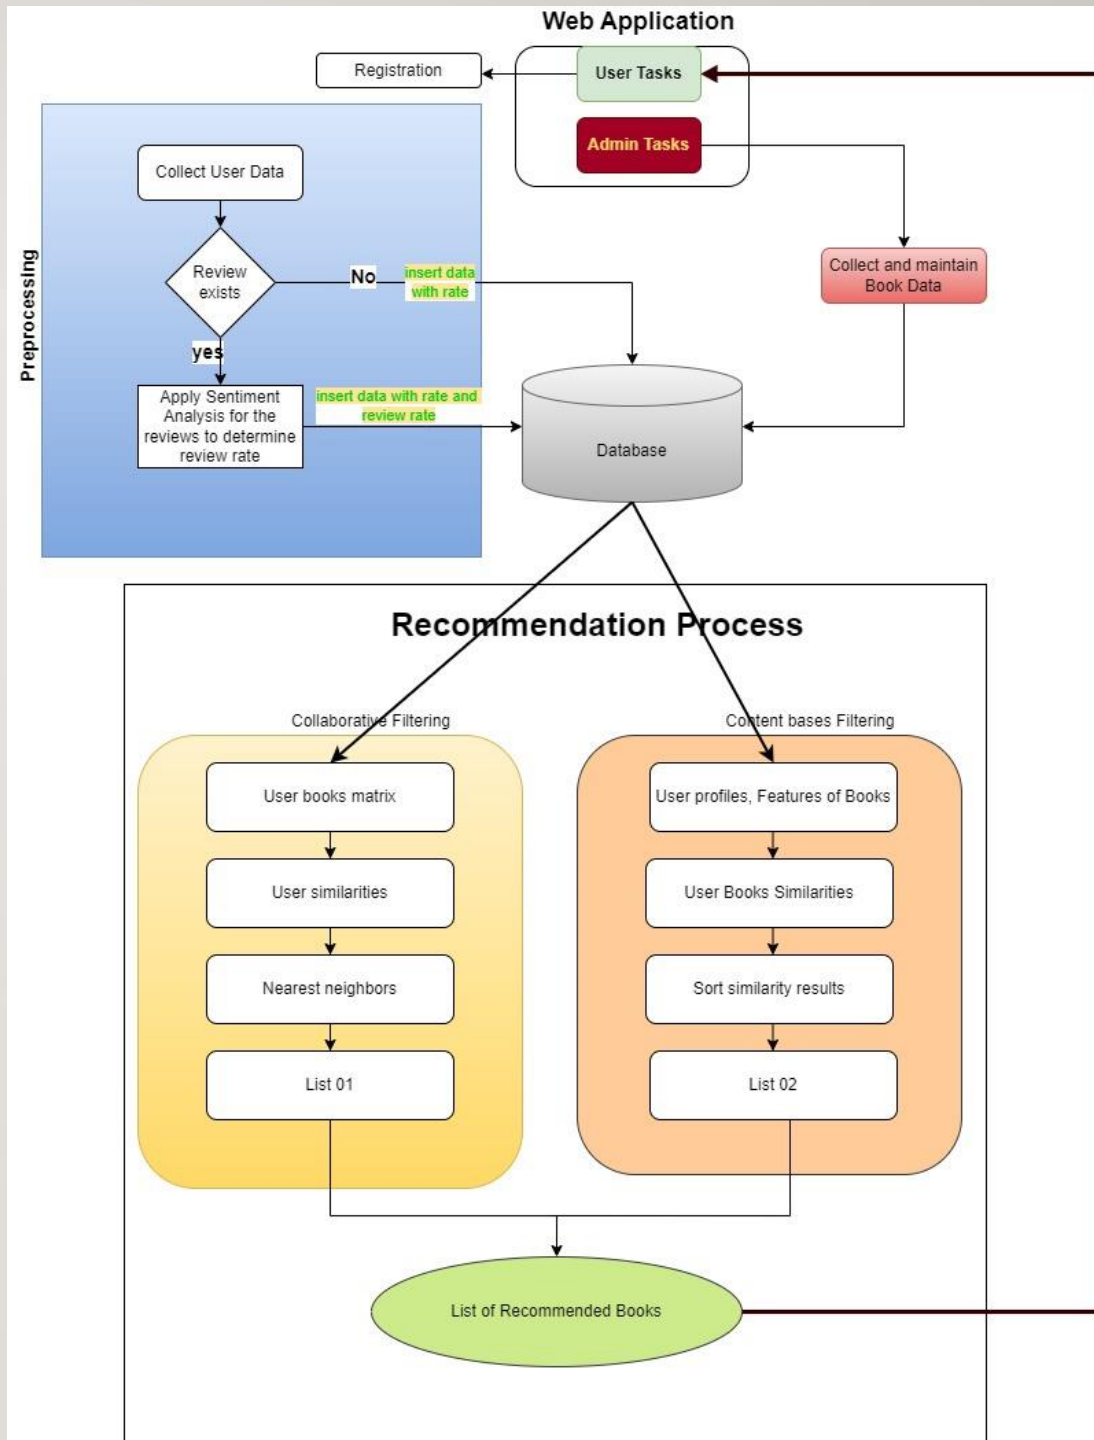 Web Application
Registration
User Tasks
Admin Tasks
Preprocessing
Collect User Data
Review
exists
No
insert data
with rate
Collect and maintain
Book Data
yes
Apply Sentiment
Analysis for the
reviews to determine
review rate
insert data with rate and
review rate
Database
Recommendation Process
Collaborative Filtering
Content bases Filtering
User books matrix
User profiles, Features of Books
User similarities
User Books Similarities
Nearest neighbors
Sort similarity results
List 01
List 02
List of Recommended Books